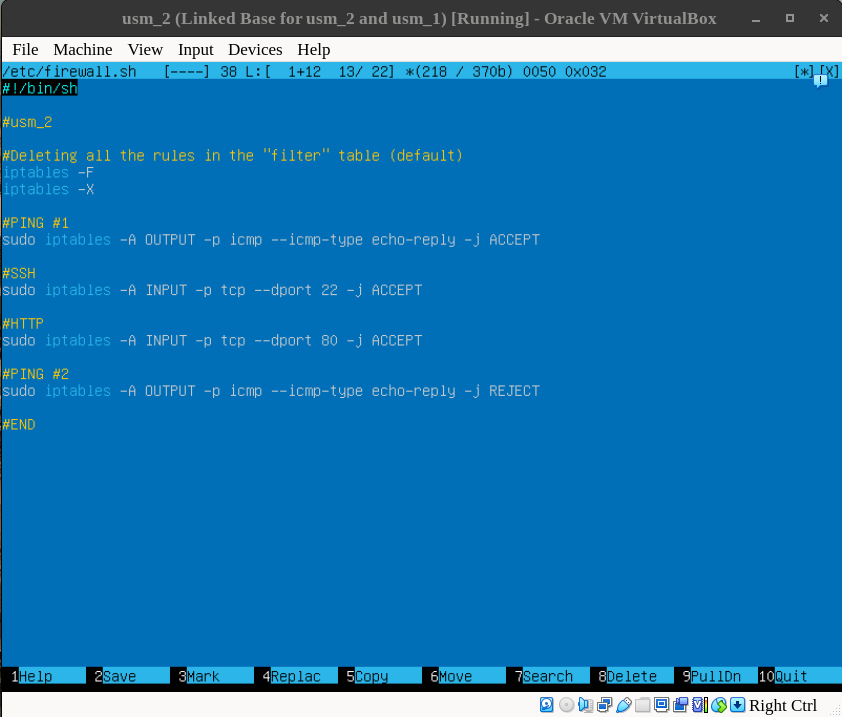 usm_2 (Linked Base for usm_2 and usm_1) [Running] - Oracle VM VirtualBox
File Machine View Input Devices Help
/etc/firewall.sh [----] 38 L:[ 1+12 13/ 22] *(218 / 370b) 0050 0x032 [*][X]
#!/bin/sh
#usm_2
#Deleting all the rules in the "filter" table (default)
iptables -F
iptables -X
#PING #1
sudo iptables -A OUTPUT -p icmp --icmp-type echo-reply -j ACCEPT
#SSH
sudo iptables -A INPUT -p tcp --dport 22 -j ACCEPT
#HTTP
sudo iptables -A INPUT -p tcp --dport 80 -j ACCEPT
#PING #2
sudo iptables -A OUTPUT -p icmp --icmp-type echo-reply -j REJECT
#END
1Help 2Save 3Mark 4Replac 5Copy 6Move 7Search 8Delete 9PullDn 10Quit
Right Ctrl